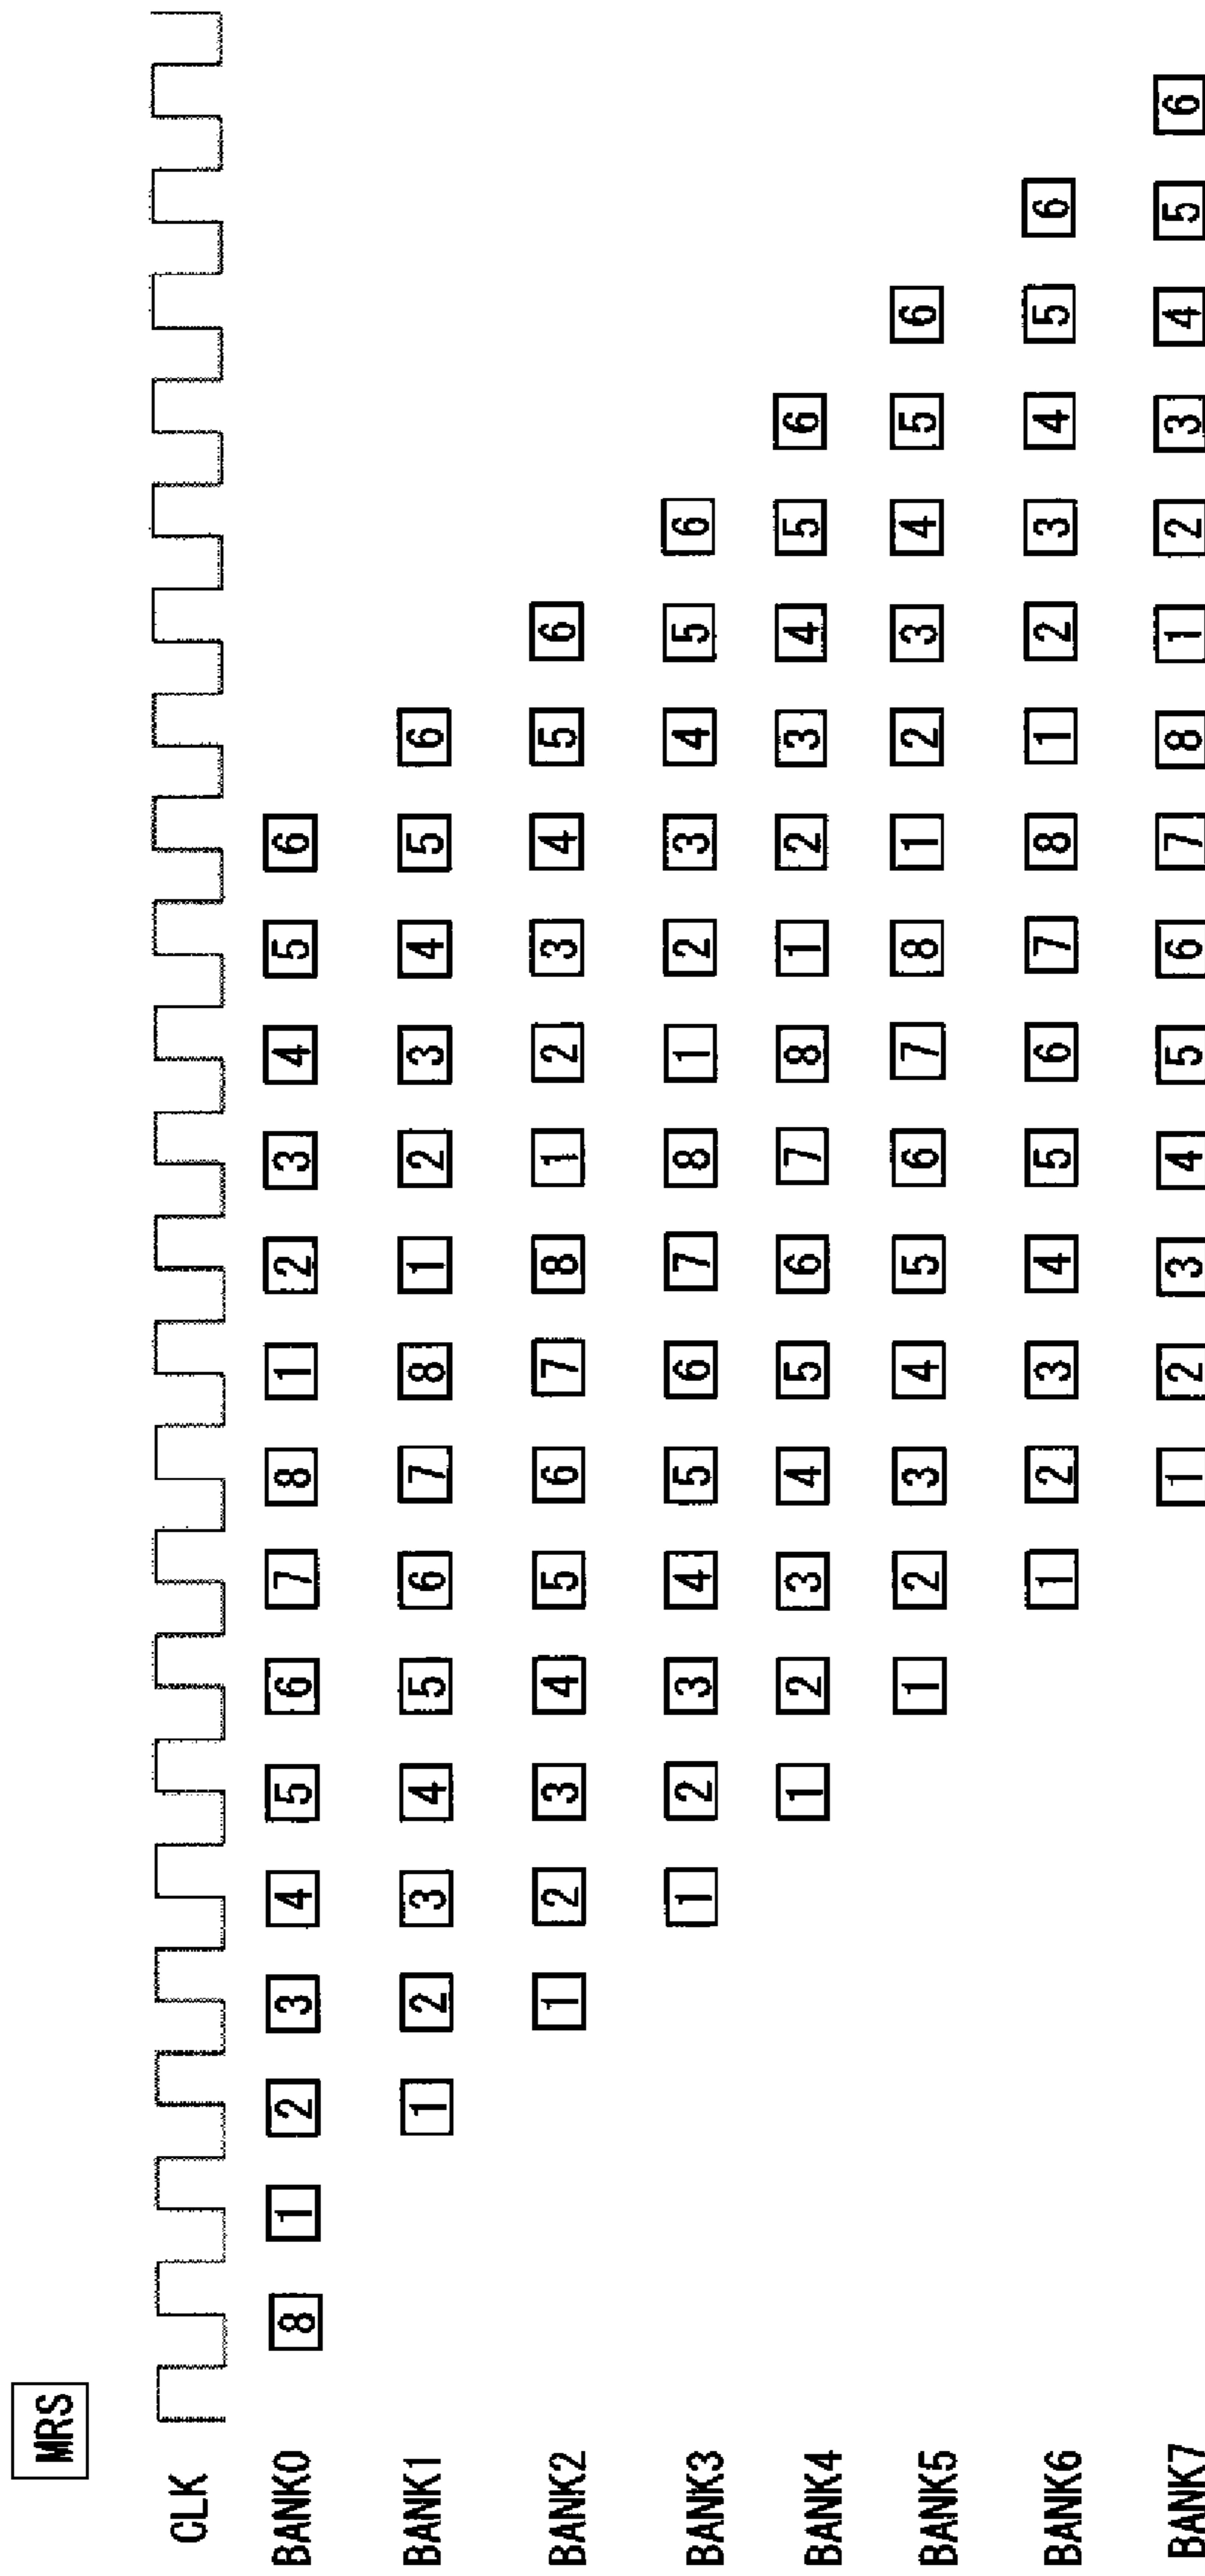 MRS
CLK
BANK0 8 1 2 3 4 5 6 7 8 1 2 3 4 5 6
BANK1 1 2 3 4 5 6 7 8 1 2 3 4 5 6
BANK2 1 2 3 4 5 6 7 8 1 2 3 4 5 6
BANK3 1 2 3 4 5 6 7 8 1 2 3 4 5 6
BANK4 1 2 3 4 5 6 7 8 1 2 3 4 5 6
BANK5 1 2 3 4 5 6 7 8 1 2 3 4 5 6
BANK6 1 2 3 4 5 6 7 8 1 2 3 4 5 6
BANK7 1 2 3 4 5 6 7 8 1 2 3 4 5 6